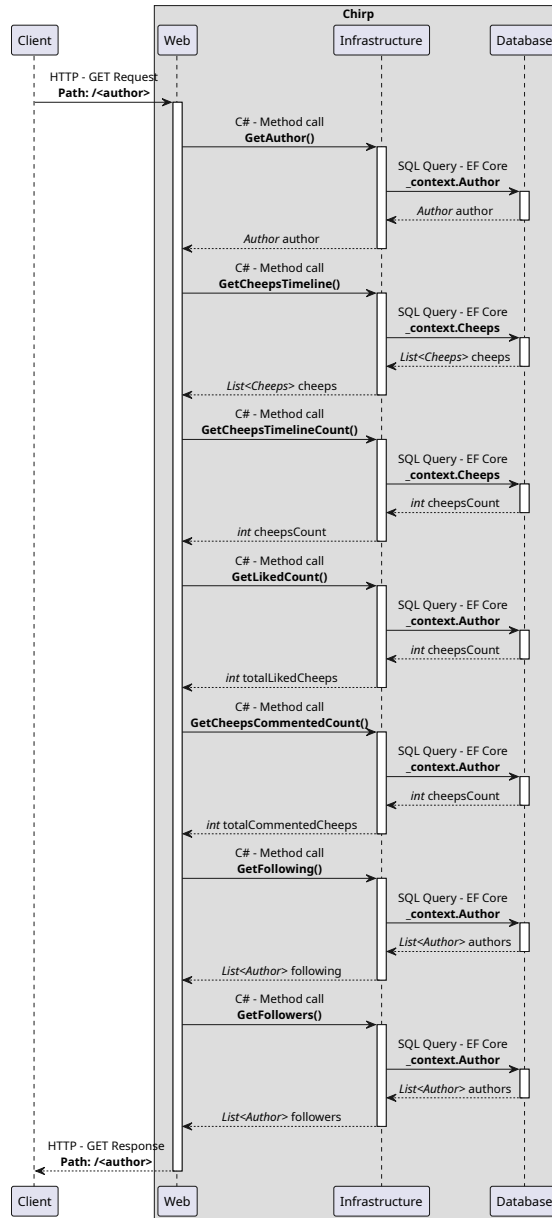 Chirp
Client
Web
Infrastructure
Database
HTTP - GET Request
Path: /<author>
C# - Method call
GetAuthor()
SQL Query - EF Core
_context.Author
Author author
Author author
C# - Method call
GetCheepsTimeline()
SQL Query - EF Core
_context.Cheeps
List<Cheeps> cheeps
List<Cheeps> cheeps
C# - Method call
GetCheepsTimelineCount()
SQL Query - EF Core
_context.Cheeps
int cheepsCount
int cheepsCount
C# - Method call
GetLikedCount()
SQL Query - EF Core
_context.Author
int cheepsCount
int totalLikedCheeps
C# - Method call
GetCheepsCommentedCount()
SQL Query - EF Core
_context.Author
int cheepsCount
int totalCommentedCheeps
C# - Method call
GetFollowing()
SQL Query - EF Core
_context.Author
List<Author> authors
List<Author> following
C# - Method call
GetFollowers()
SQL Query - EF Core
_context.Author
List<Author> authors
List<Author> followers
HTTP - GET Response
Path: /<author>
Client
Web
Infrastructure
Database